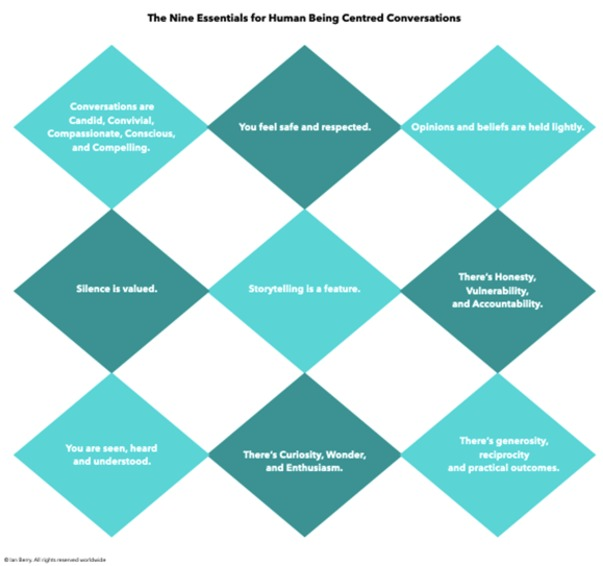 The Nine Essentials for Human Being Centred Conversations
Conversations are
Candid, Convivial,
Compassionate, Conscious,
and Compelling.
You feel safe and respected.
Opinions and beliefs are held lightly.
Silence is valued.
Storytelling is a feature.
There's Honesty,
Vulnerability,
and Accountability.
You are seen, heard
and understood.
There's Curiosity, Wonder,
and Enthusiasm.
There's generosity,
reciprocity
and practical outcomes.
© Ian Berry. All rights reserved worldwide